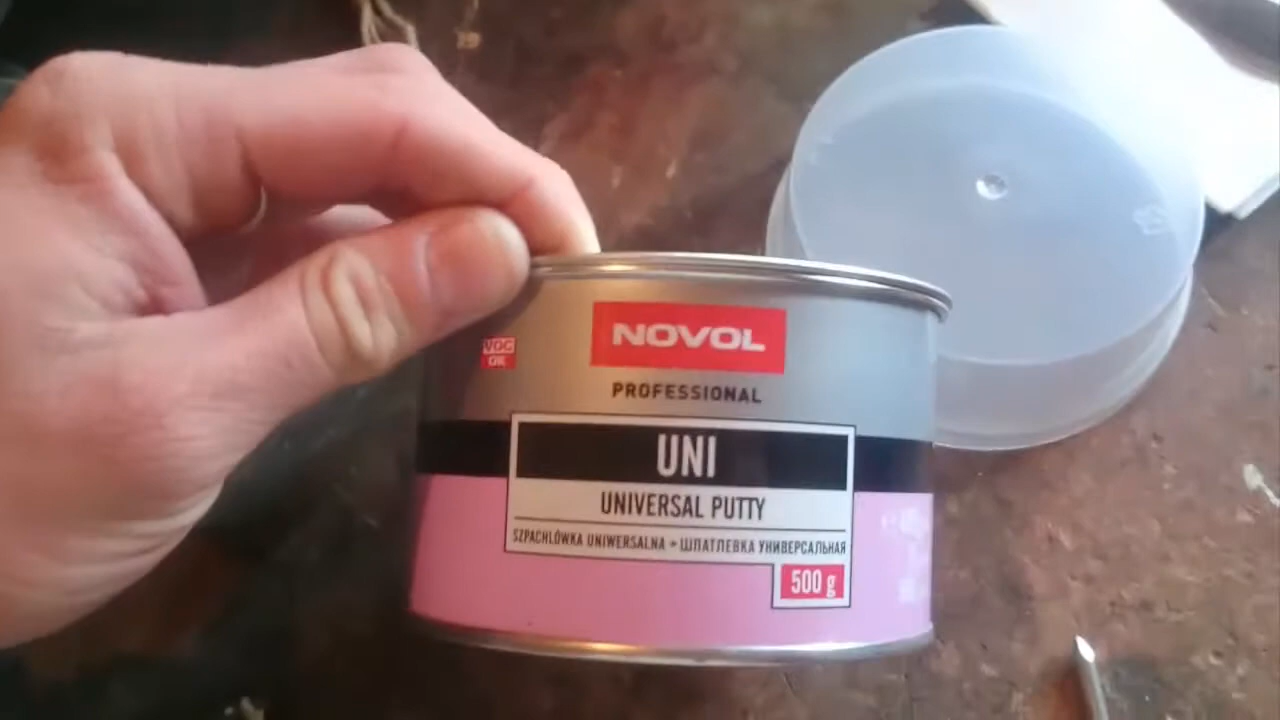 NOVOL
VOC
OK
PROFESSIONAL
UNI
UNIVERSAL PUTTY
SZPACHLÓWKA UNIWERSALNA • ШПАТЛЕВКА УНИВЕРСАЛЬНАЯ
500 g